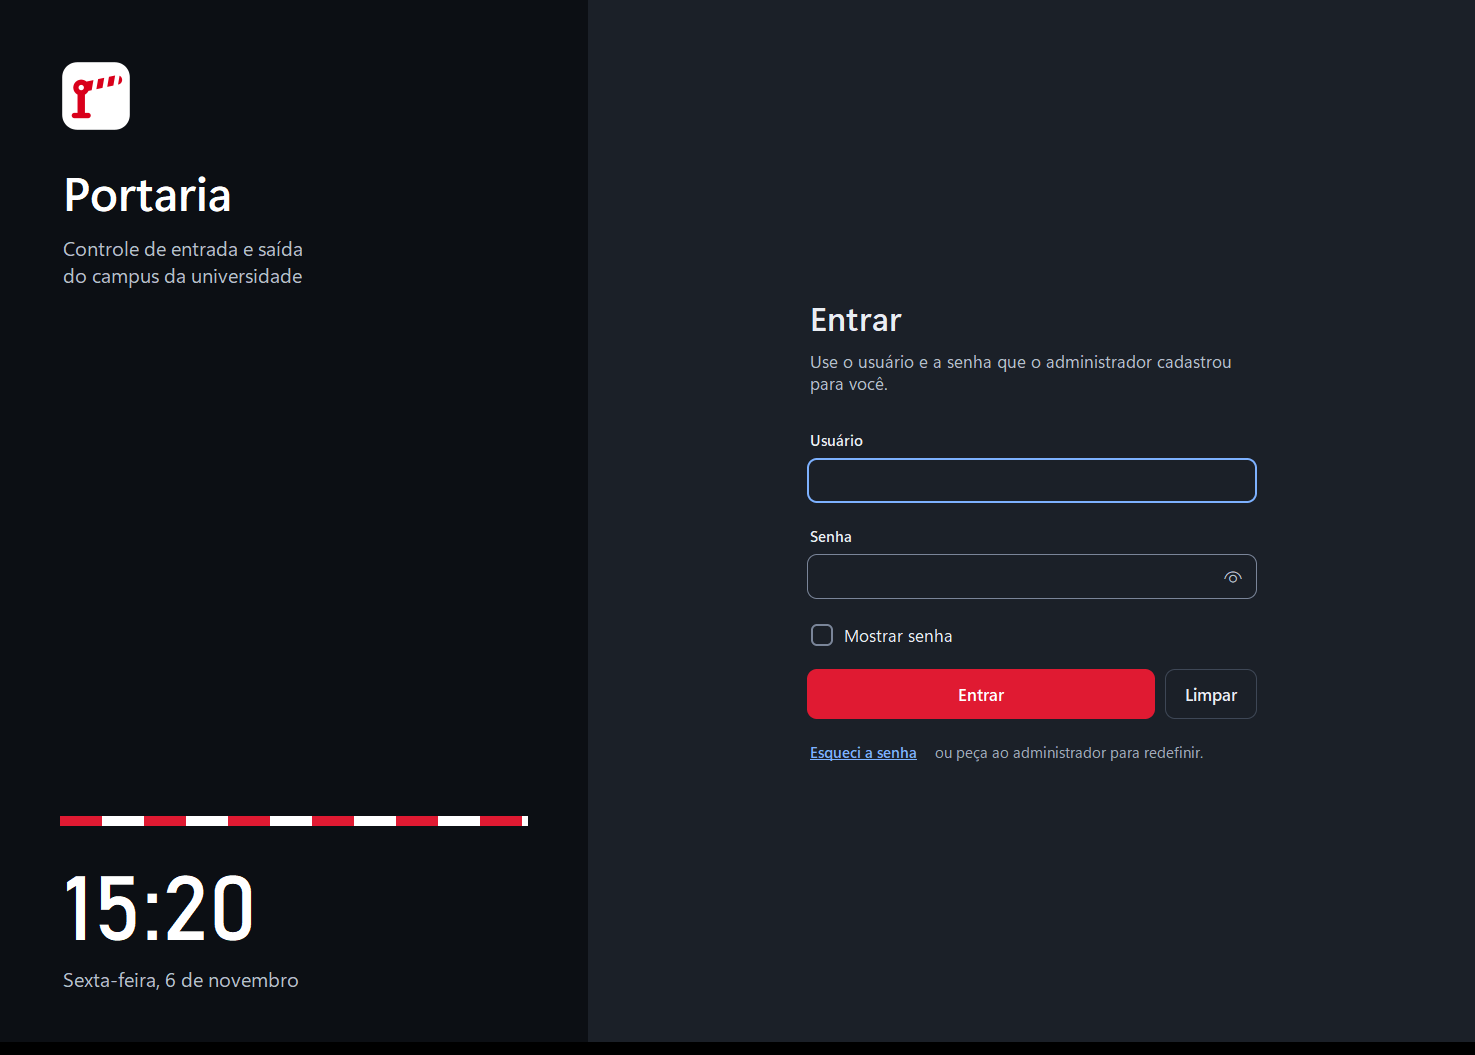 Portaria
Controle de entrada e saída
do campus da universidade
Entrar
Use o usuário e a senha que o administrador cadastrou
para você.
Usuário
Senha
Mostrar senha
Entrar
Limpar
Esqueci a senha ou peça ao administrador para redefinir.
15:20
Sexta-feira, 6 de novembro